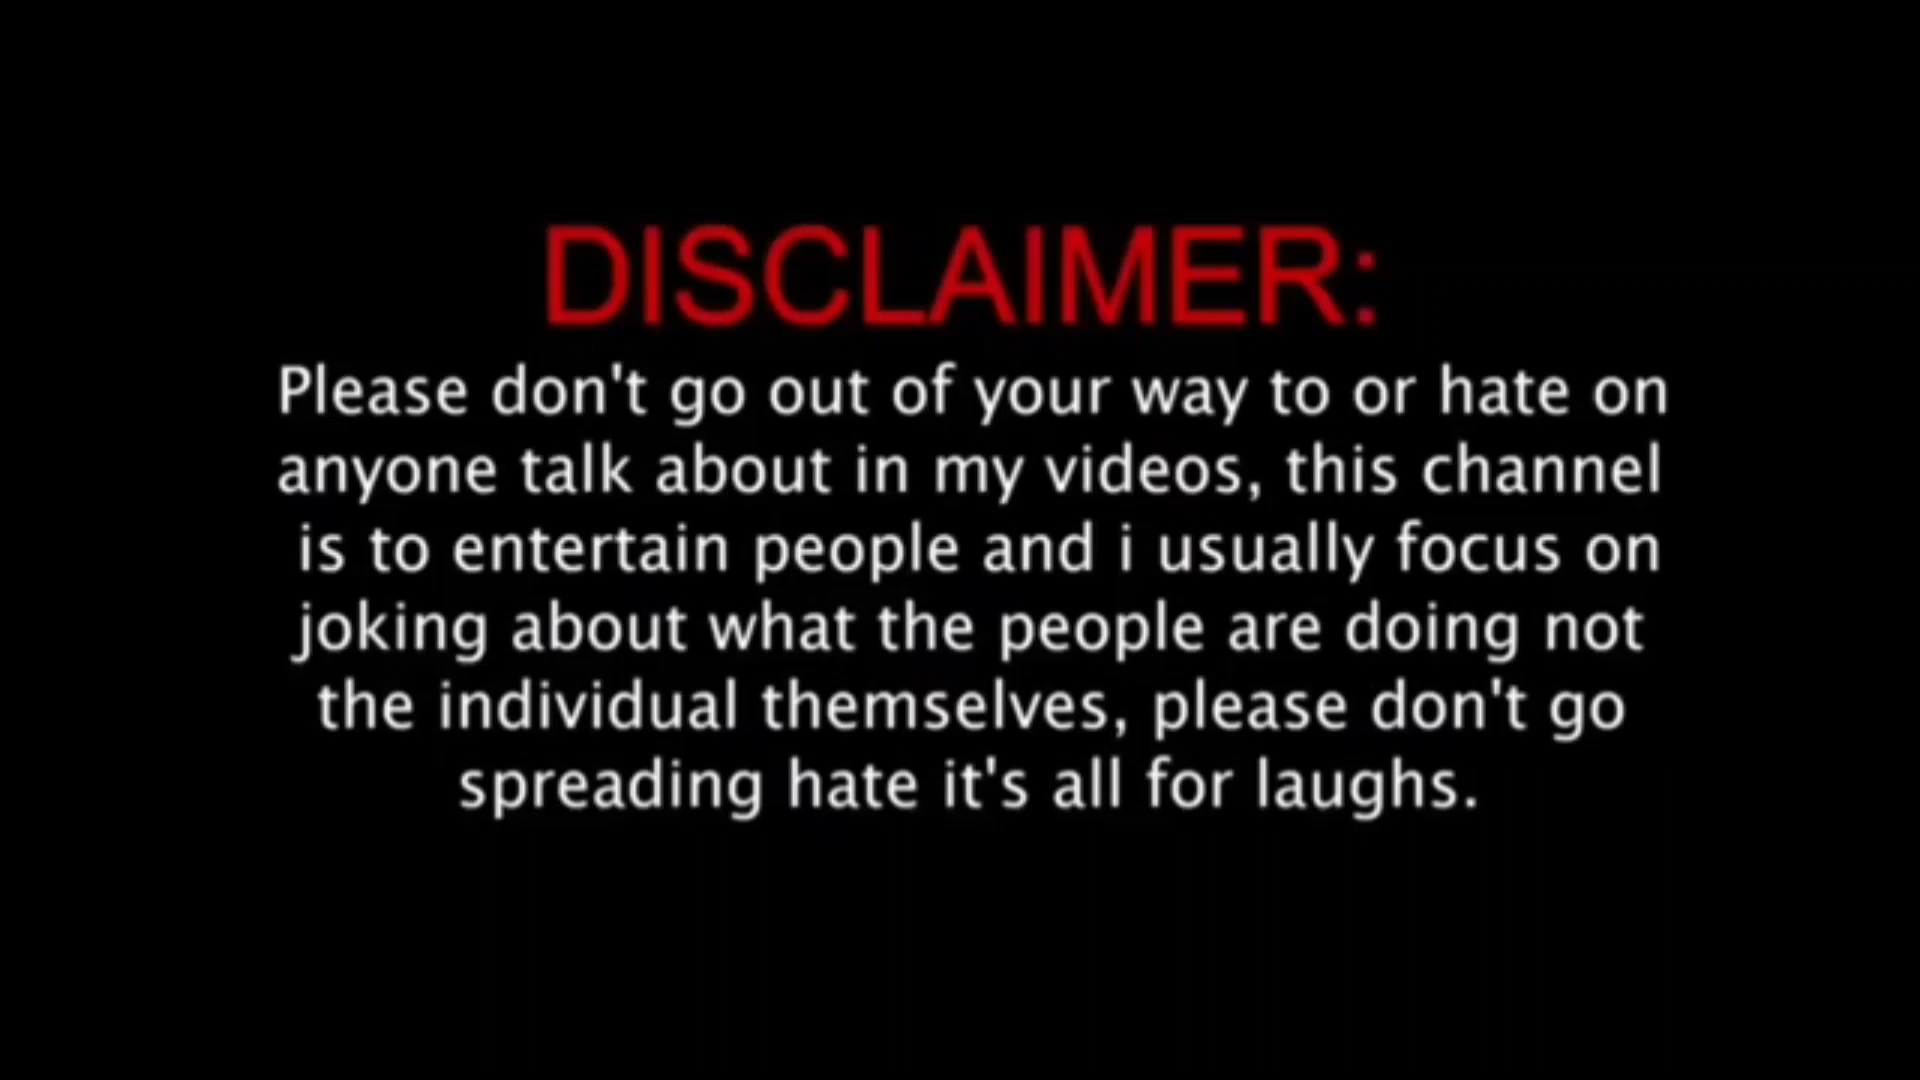 DISCLAIMER:
Please don't go out of your way to or hate on
anyone talk about in my videos, this channel
is to entertain people and i usually focus on
joking about what the people are doing not
the individual themselves, please don't go
spreading hate it's all for laughs.